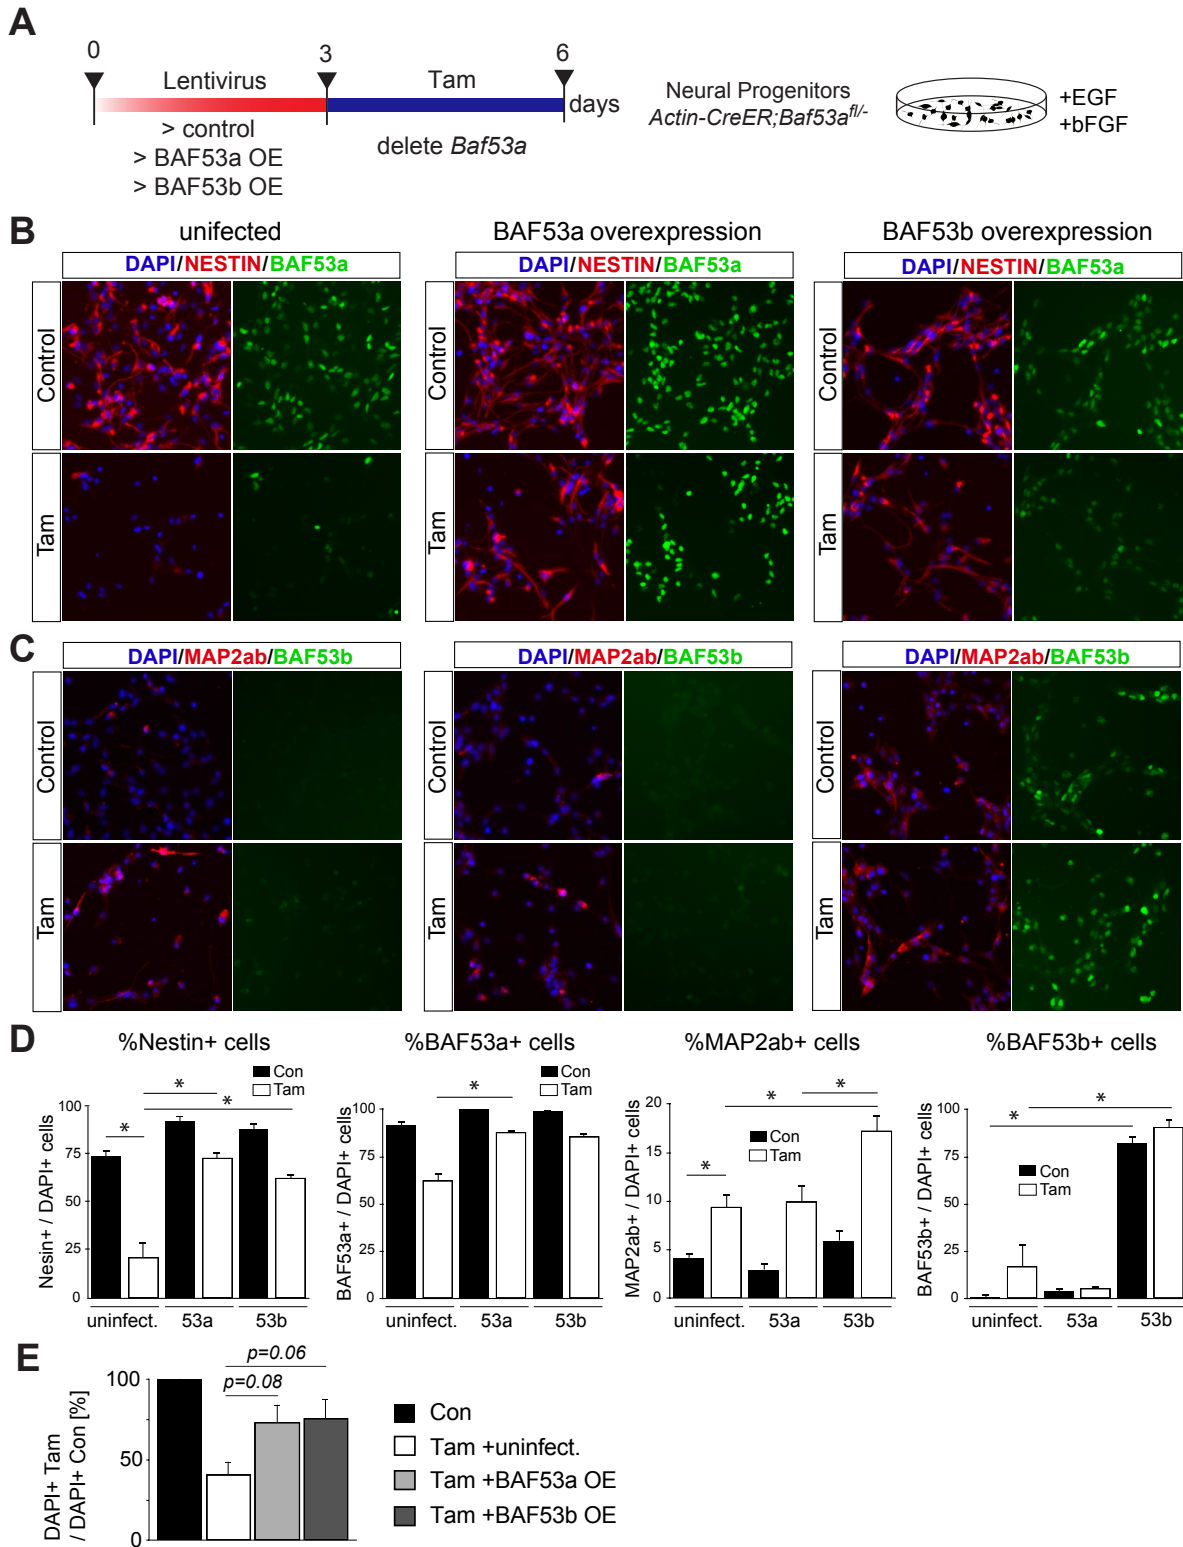 A
0 3 6
Lentivirus Tam days
> control
> BAF53a OE
> BAF53b OE
delete Baf53a
Neural Progenitors
Actin-CreER;Baf53a^fl/-
+EGF
+bFGF
B
unifected BAF53a overexpression BAF53b overexpression
DAPI/NESTIN/BAF53a DAPI/NESTIN/BAF53a DAPI/NESTIN/BAF53a
Control Control Control
Tam Tam Tam
C
DAPI/MAP2ab/BAF53b DAPI/MAP2ab/BAF53b DAPI/MAP2ab/BAF53b
Control Control Control
Tam Tam Tam
D
%Nestin+ cells
Con
Tam
* * *
Nesin+ / DAPI+ cells
100
75
50
25
0
uninfect. 53a 53b
%BAF53a+ cells
Con
Tam
*
BAF53a+ / DAPI+ cells
100
75
50
25
0
uninfect. 53a 53b
%MAP2ab+ cells
Con
Tam
* * *
MAP2ab+ / DAPI+ cells
20
15
10
5
0
uninfect. 53a 53b
%BAF53b+ cells
Con
Tam
* *
BAF53b+ / DAPI+ cells
100
75
50
25
0
uninfect. 53a 53b
E
p=0.06
p=0.08
DAPI+ Tam
/ DAPI+ Con [%]
100
50
0
Con
Tam +uninfect.
Tam +BAF53a OE
Tam +BAF53b OE